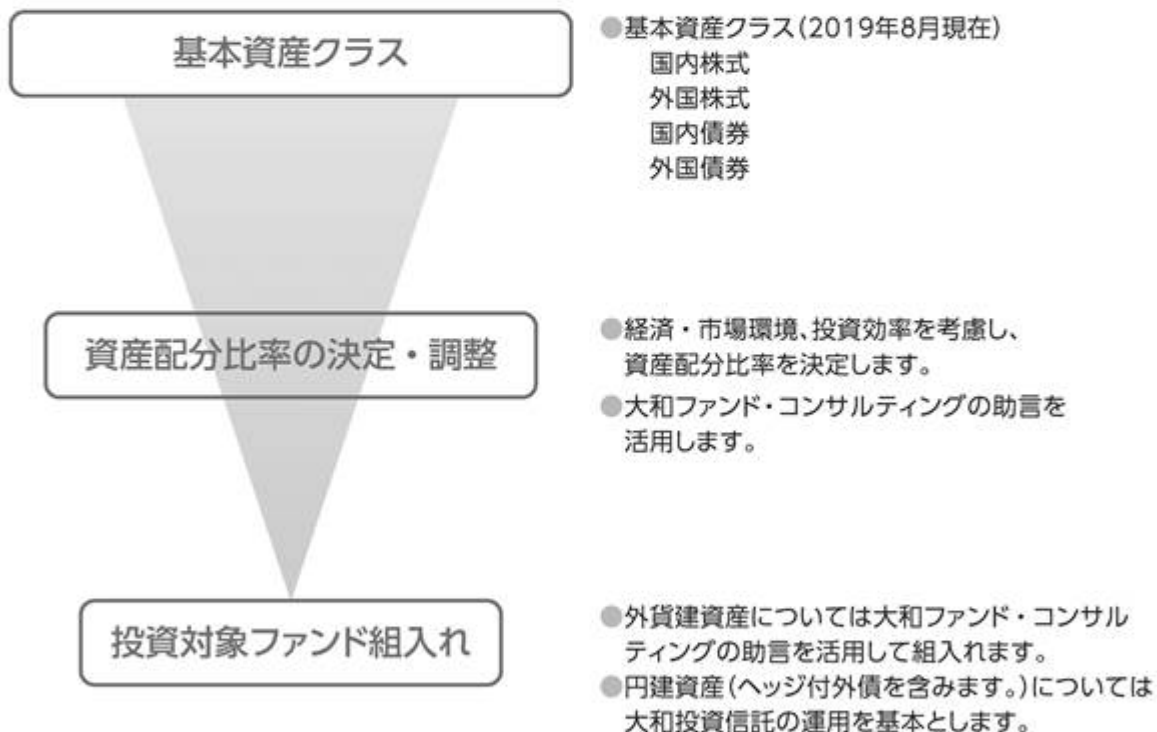 基本資産クラス
●基本資産クラス(2019年8月現在)
国内株式
外国株式
国内債券
外国債券
資産配分比率の決定・調整
●経済・市場環境、投資効率を考慮し、
資産配分比率を決定します。
●大和ファンド・コンサルティングの助言を
活用します。
投資対象ファンド組入れ
●外貨建資産については大和ファンド・コンサル
ティングの助言を活用して組入れます。
●円建資産(ヘッジ付外債を含みます。)については
大和投資信託の運用を基本とします。